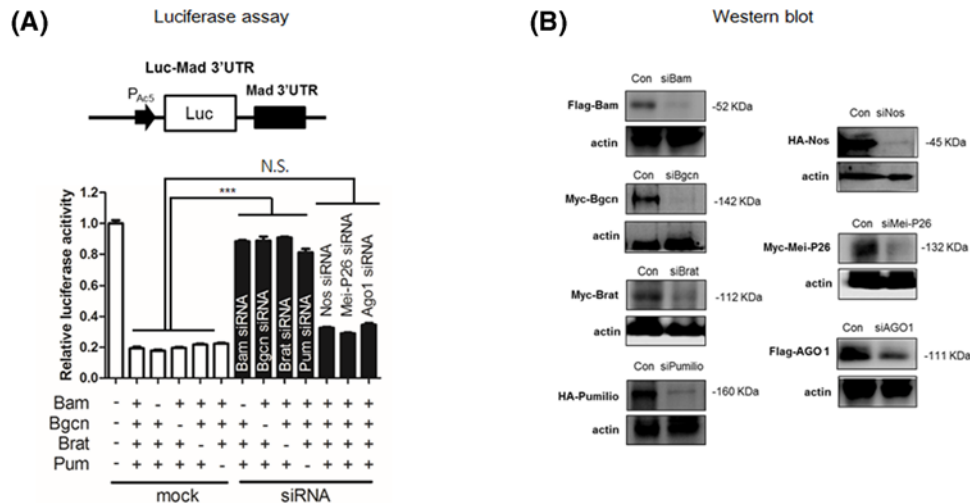 (A)
Luciferase assay
Luc-Mad 3'UTR
P_Ac5
Luc
Mad 3'UTR
N.S.
***
Relative luciferase acitivity
1.2
1.0
0.8
0.6
0.4
0.2
0.0
Bam siRNA
Bgcn siRNA
Brat siRNA
Pum siRNA
Nos siRNA
Mei-P26 siRNA
Ago1 siRNA
Bam - + - + + + - + + + + + +
Bgcn - + + - + + + - + + + + +
Brat - + + + - + + + - + + + +
Pum - + + + + - + + + - + + +
mock siRNA
(B)
Western blot
Con siBam
Flag-Bam -52 KDa
actin
Con siBgcn
Myc-Bgcn -142 KDa
actin
Con siBrat
Myc-Brat -112 KDa
actin
Con siPumilio
HA-Pumilio -160 KDa
actin
Con siNos
HA-Nos -45 KDa
actin
Con siMei-P26
Myc-Mei-P26 -132 KDa
actin
Con siAGO1
Flag-AGO1 -111 KDa
actin